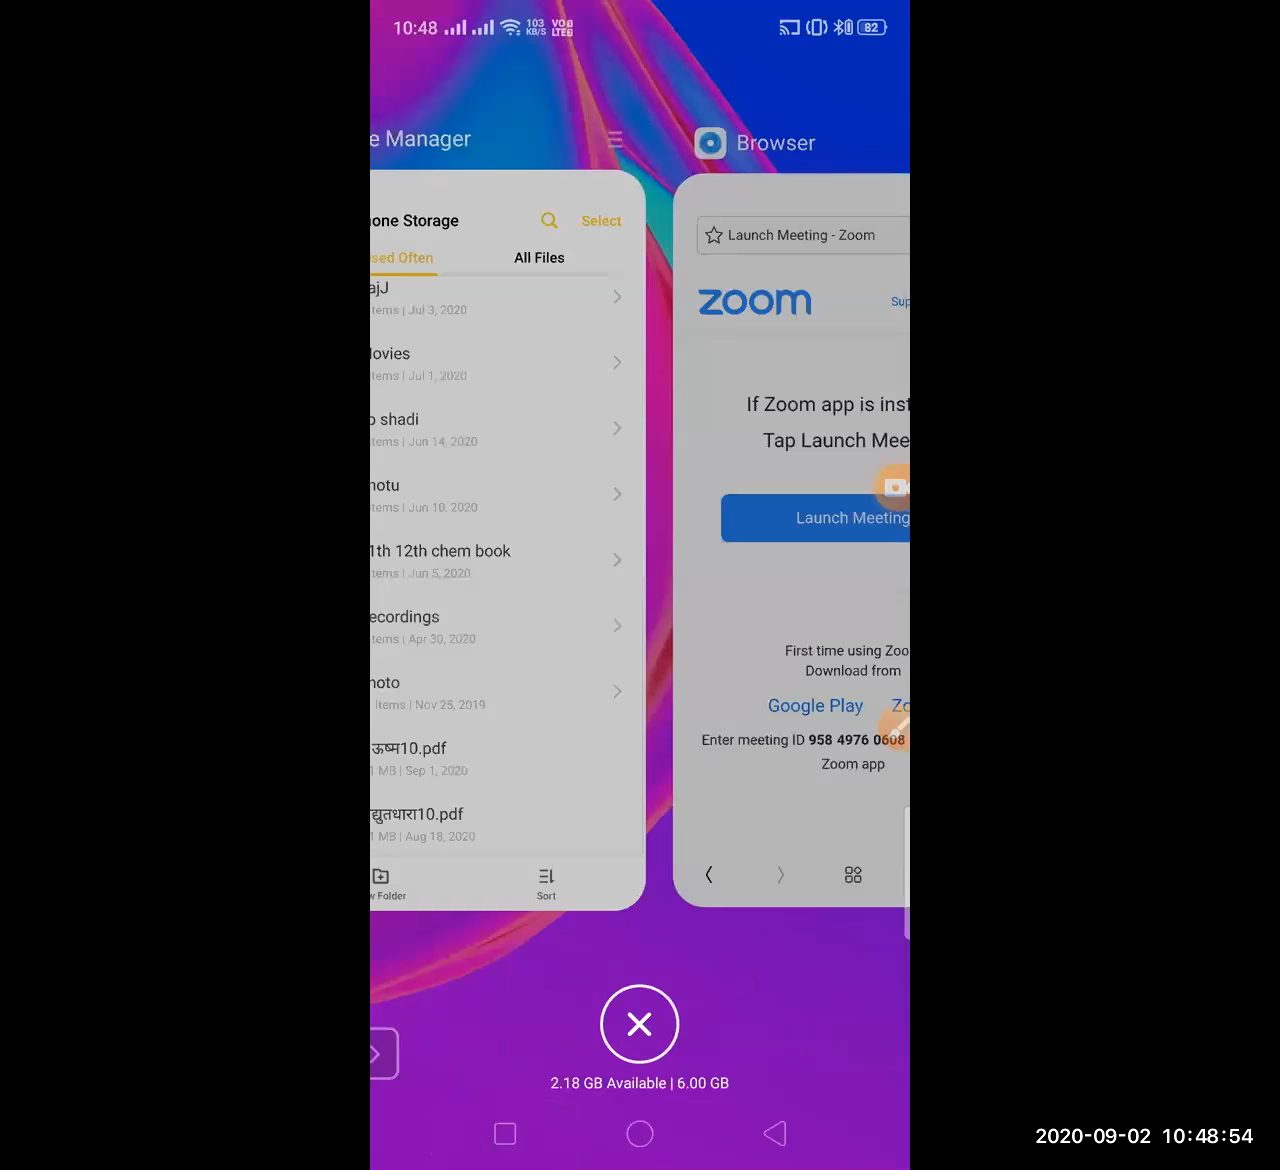 10:48 103 KB/S VO LTE 82
e Manager
Browser
one Storage Select
sed Often All Files
ajJ
tems | Jul 3, 2020
lovies
tems | Jul 1, 2020
o shadi
tems | Jun 14, 2020
hotu
tems | Jun 10, 2020
1th 12th chem book
tems | Jun 5, 2020
ecordings
tems | Apr 30, 2020
hoto
Items | Nov 25, 2019
ऊष्म10.pdf
1 MB | Sep 1, 2020
द्युतधारा10.pdf
1 MB | Aug 18, 2020
w Folder Sort
Launch Meeting - Zoom
zoom Sup
If Zoom app is inst
Tap Launch Mee
Launch Meeting
First time using Zoo
Download from
Google Play Zo
Enter meeting ID 958 4976 0608
Zoom app
2.18 GB Available | 6.00 GB
2020-09-02 10:48:54